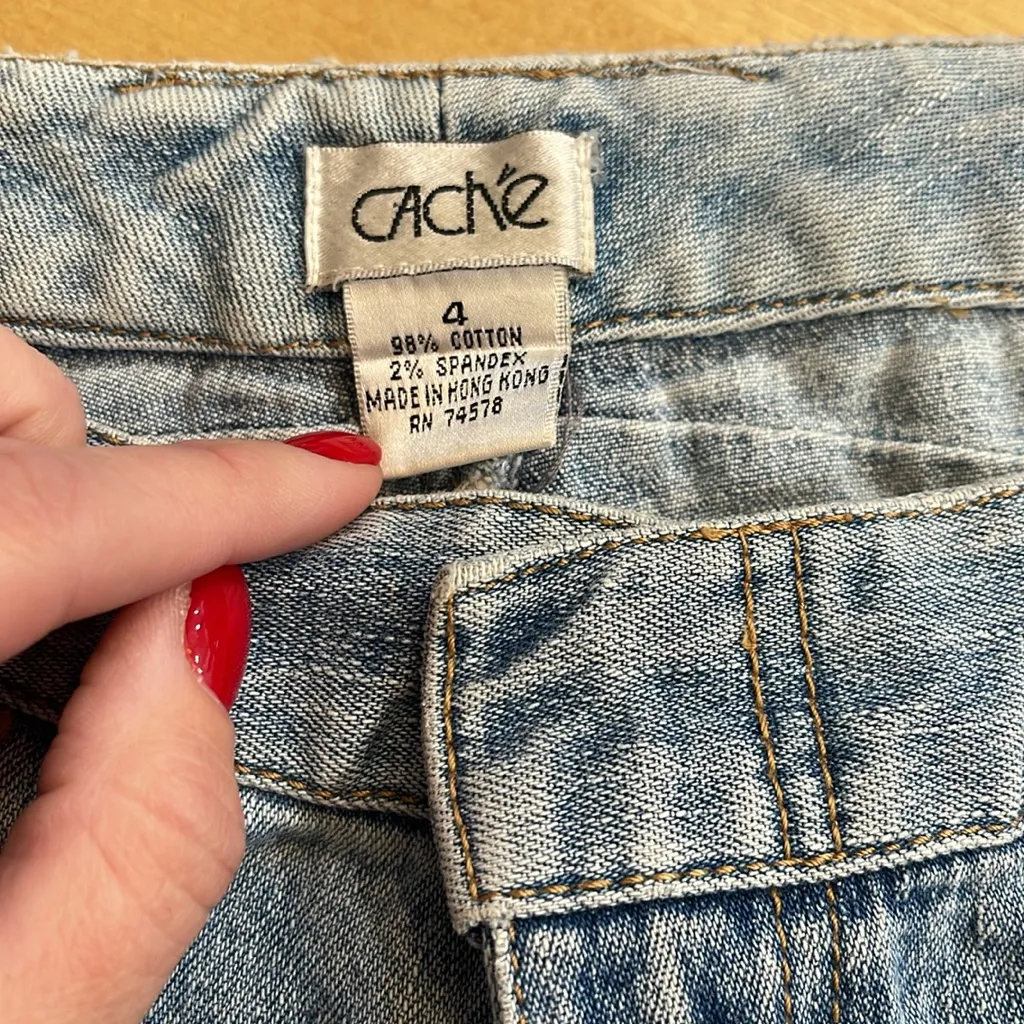 CACHÉ
4
98% COTTON
2% SPANDEX
MADE IN HONG KONG
RN 74578